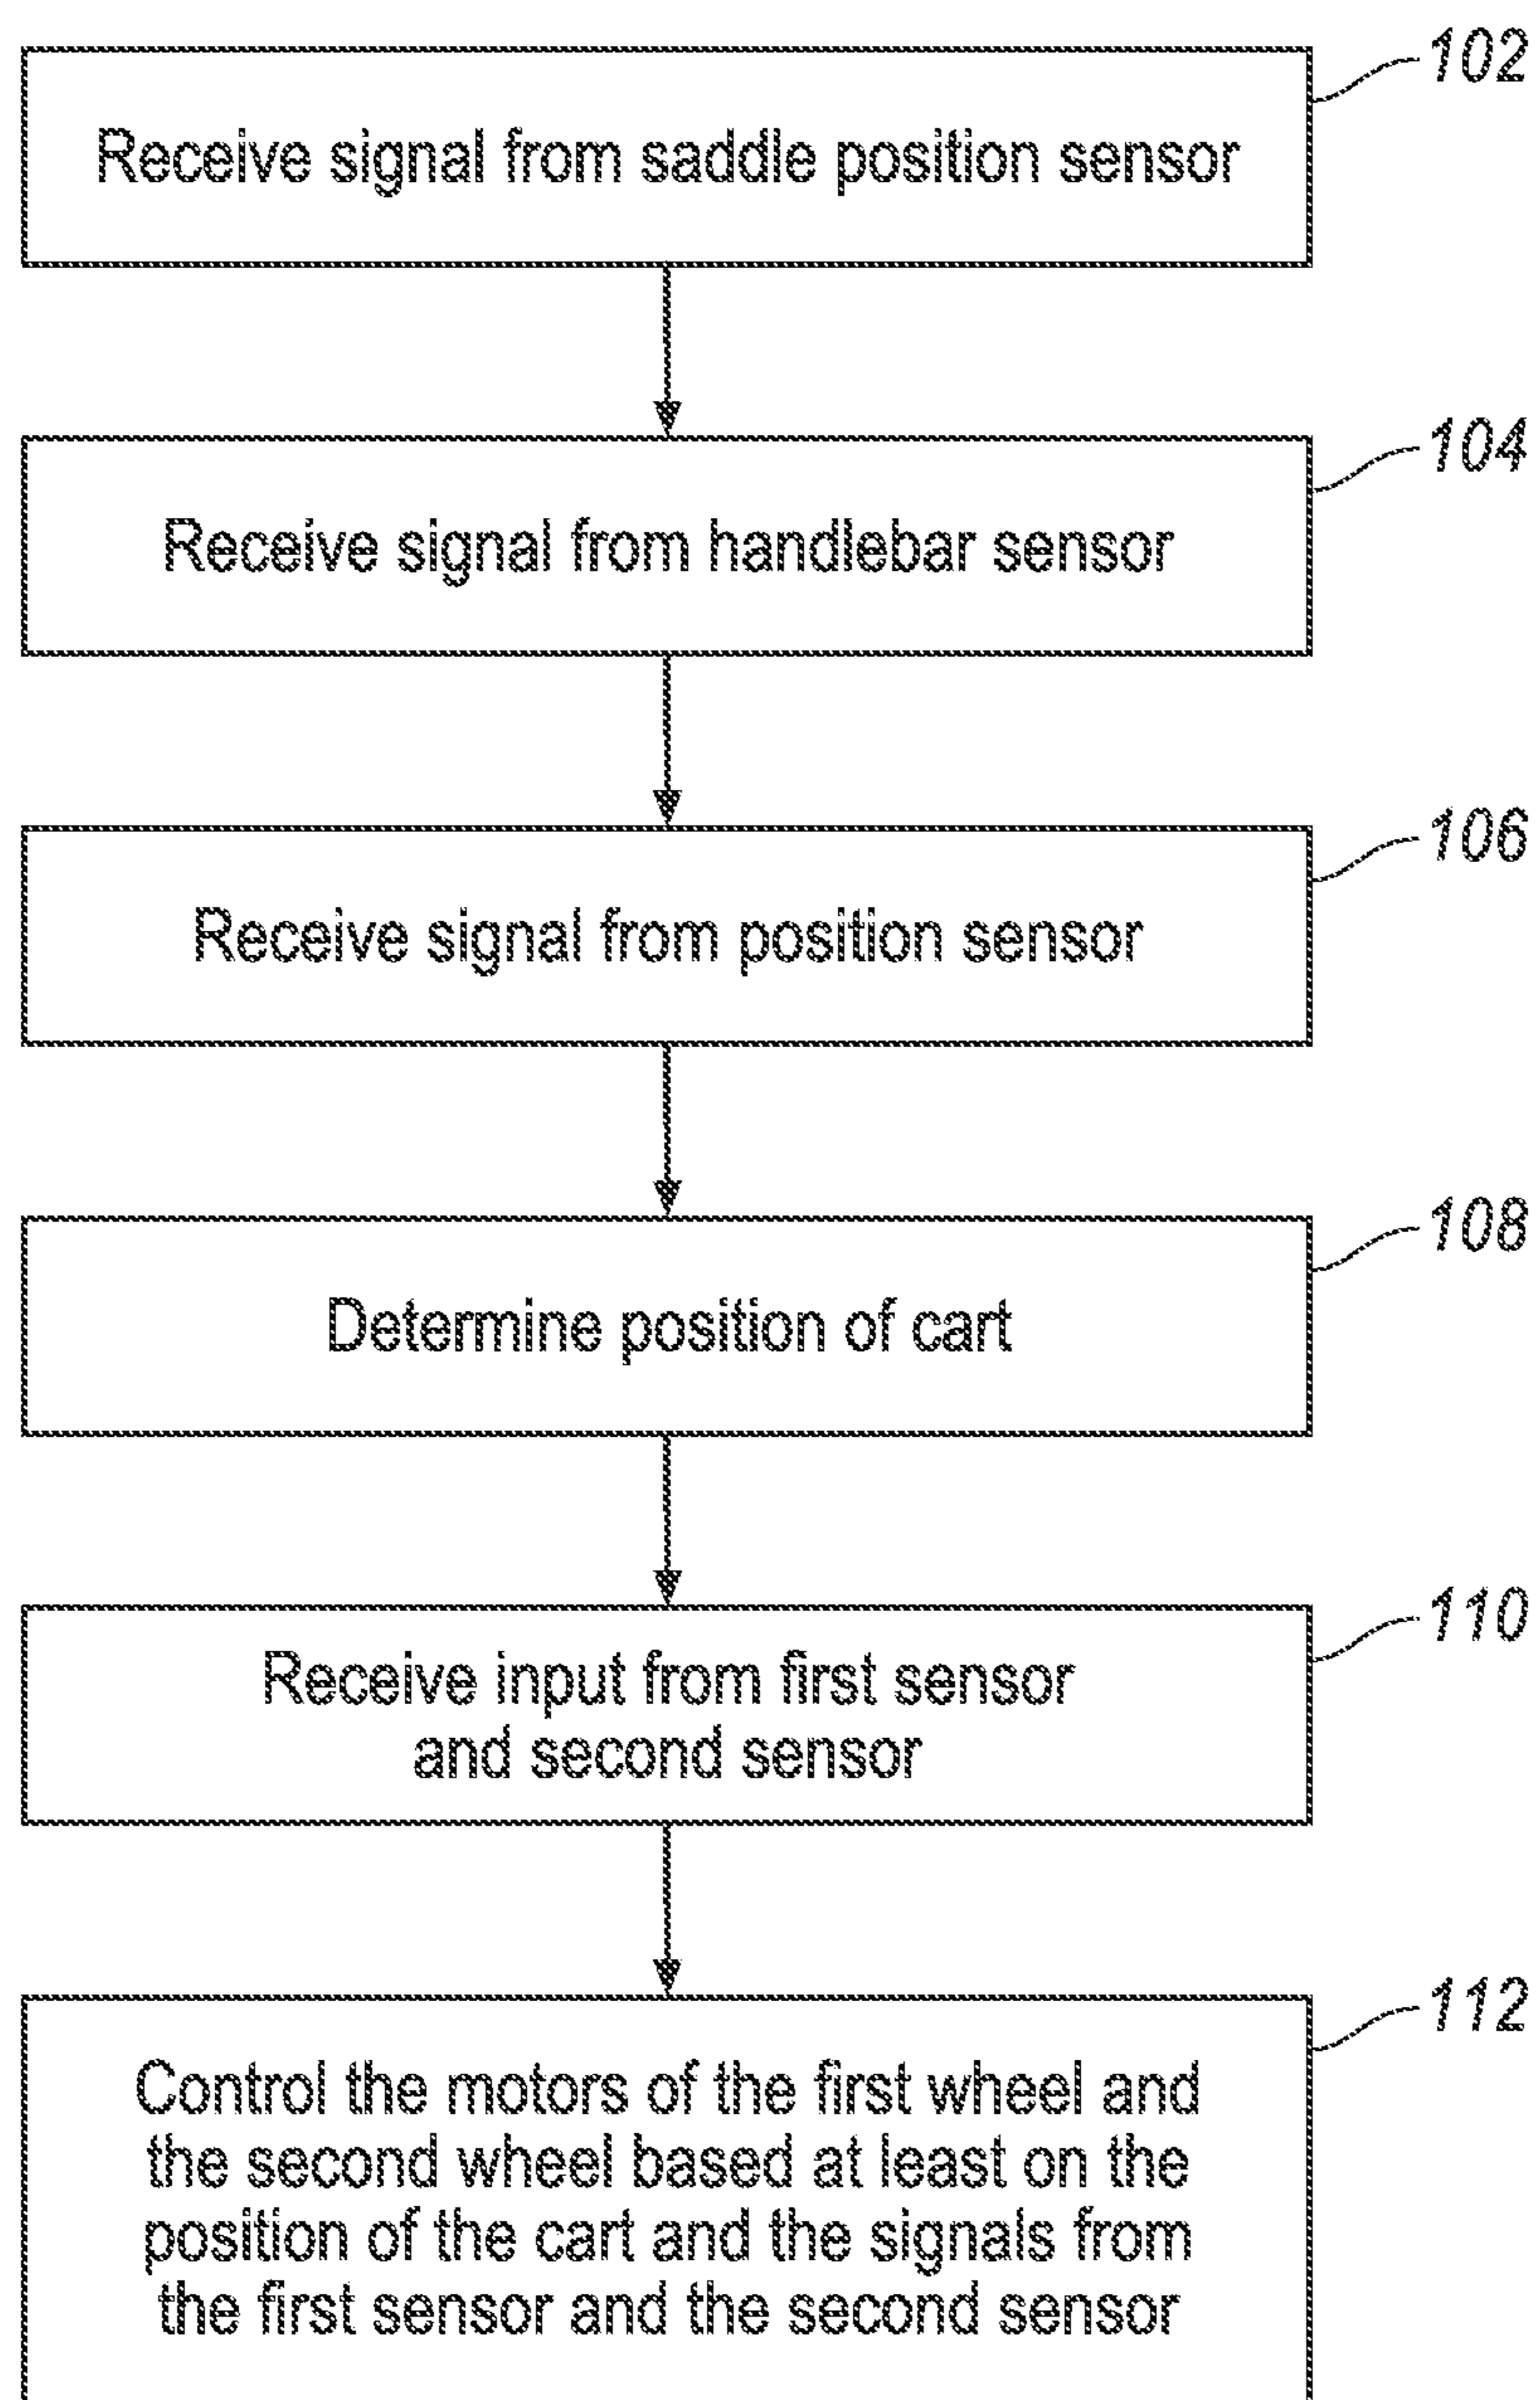 102
Receive signal from saddle position sensor
104
Receive signal from handlebar sensor
106
Receive signal from position sensor
108
Determine position of cart
110
Receive input from first sensor
and second sensor
112
Control the motors of the first wheel and
the second wheel based at least on the
position of the cart and the signals from
the first sensor and the second sensor